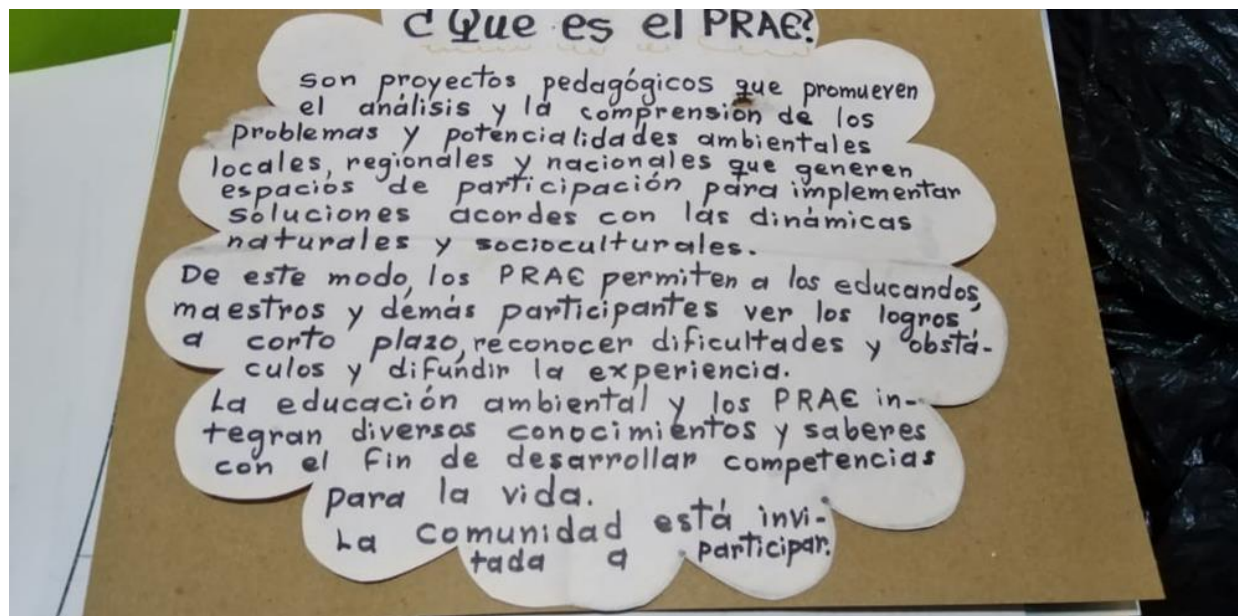 ¿Que es el PRAE?
son proyectos pedagógicos que promueven
el análisis y la comprensión de los
problemas y potencialidades ambientales
locales, regionales y nacionales que generen
espacios de participación para implementar
soluciones acordes con las dinámicas
naturales y socioculturales.
De este modo, los PRAE permiten a los educandos,
maestros y demás participantes ver los logros,
a corto plazo, reconocer dificultades y obstá-
culos y difundir la experiencia.
La educación ambiental y los PRAE in-
tegran diversos conocimientos y saberes
con el fin de desarrollar competencias
para la vida.
La comunidad está invi-
tada a participar.